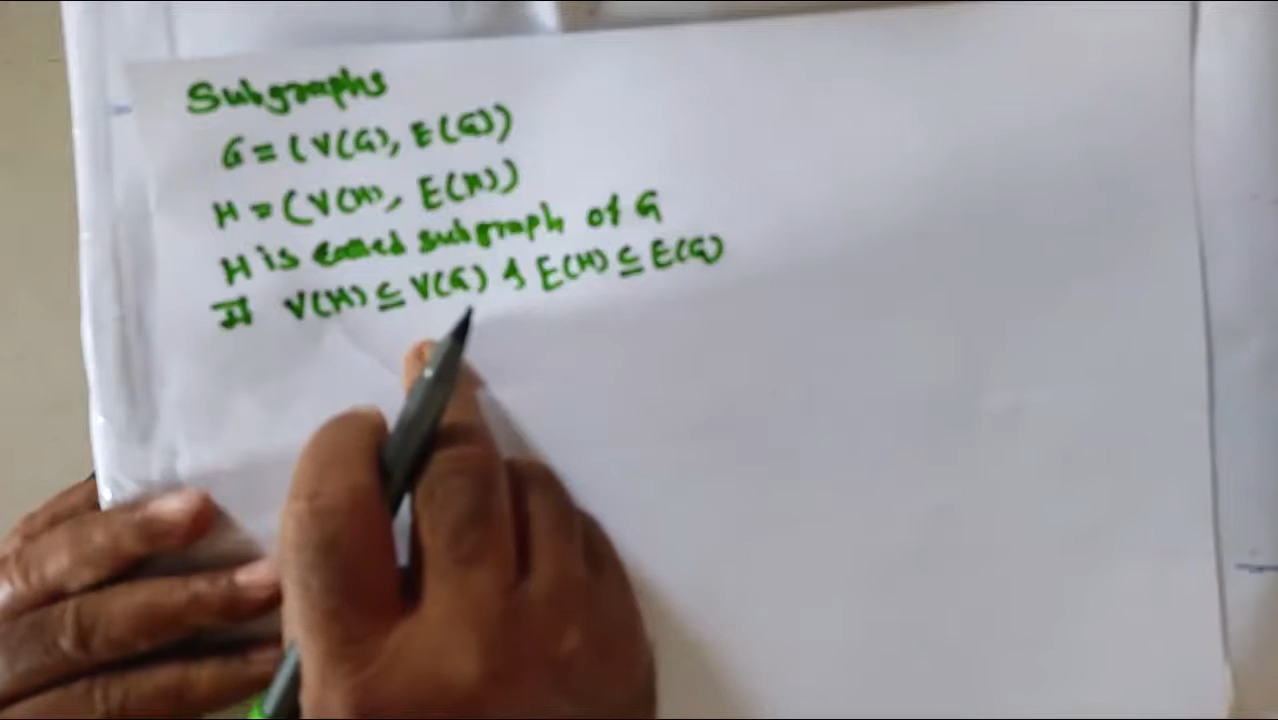 Subgraphs
G = (V(G), E(G))
H = (V(H), E(H))
H is called subgraph of G
If V(H) ⊆ V(G) & E(H) ⊆ E(G)